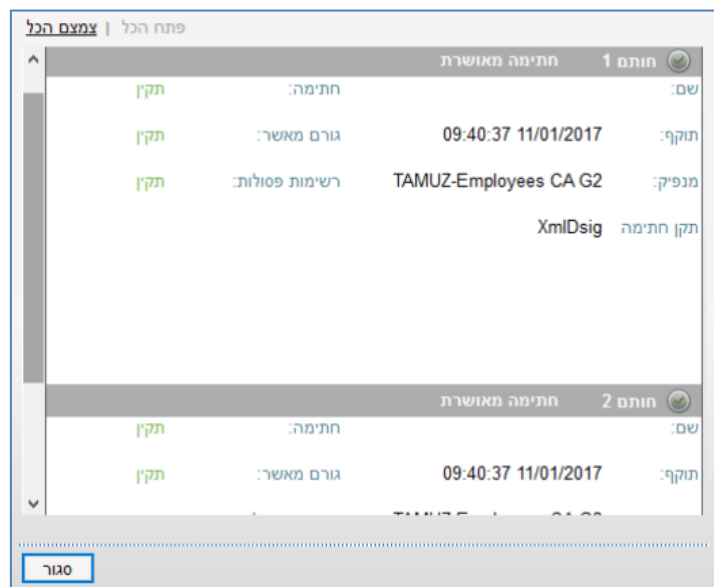 פתח הכל | צמצם הכל
חותם 1 חתימה מאושרת
שם: חתימה: תקין
תוקף: 09:40:37 11/01/2017 גורם מאשר: תקין
מנפיק: TAMUZ-Employees CA G2 רשימות פסולות: תקין
תקן חתימה XmlDsig
חותם 2 חתימה מאושרת
שם: חתימה: תקין
תוקף: 09:40:37 11/01/2017 גורם מאשר: תקין
סגור